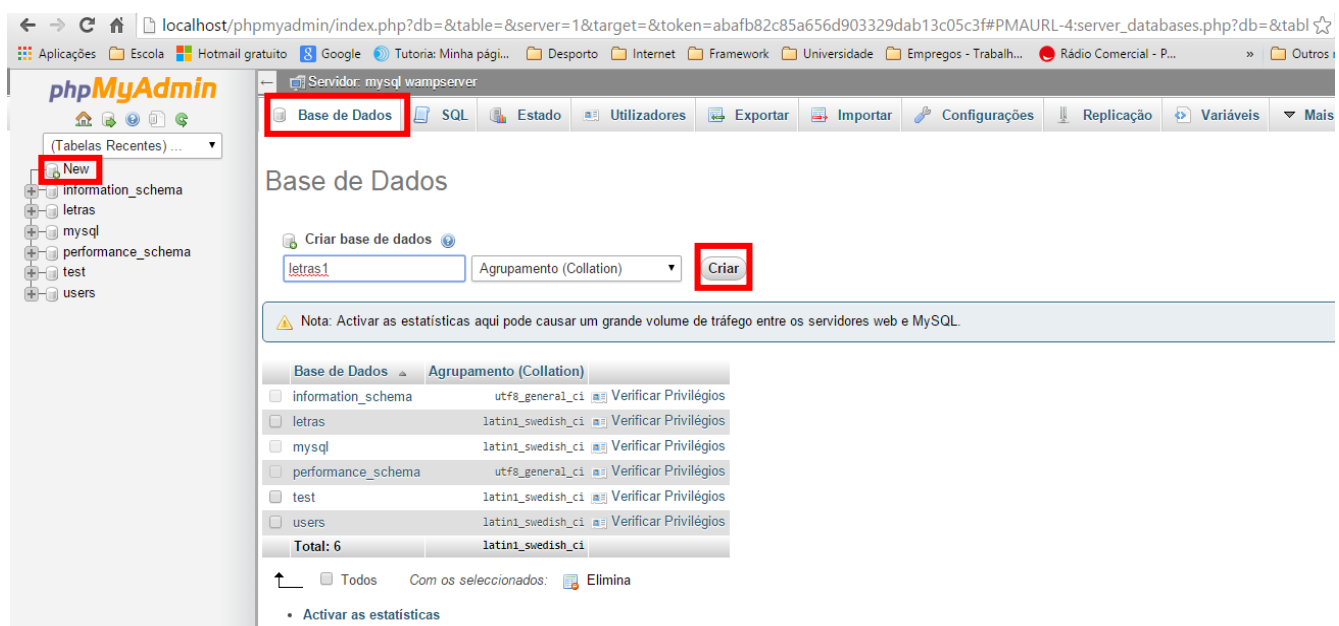 localhost/phpmyadmin/index.php?db=&table=&server=1&target=&token=abafb82c85a656d903329dab13c05c3f#PMAURL-4:server_databases.php?db=&tabl
Aplicações Escola Hotmail gratuito Google Tutoria: Minha pági... Desporto Internet Framework Universidade Empregos - Trabalh... Rádio Comercial - P... » Outros
phpMyAdmin
(Tabelas Recentes) ...
New
information_schema
letras
mysql
performance_schema
test
users
Servidor: mysql wampserver
Base de Dados SQL Estado Utilizadores Exportar Importar Configurações Replicação Variáveis Mais
Base de Dados
Criar base de dados
letras1 Agrupamento (Collation) Criar
Nota: Activar as estatísticas aqui pode causar um grande volume de tráfego entre os servidores web e MySQL.
Base de Dados Agrupamento (Collation)
information_schema utf8_general_ci Verificar Privilégios
letras latin1_swedish_ci Verificar Privilégios
mysql latin1_swedish_ci Verificar Privilégios
performance_schema utf8_general_ci Verificar Privilégios
test latin1_swedish_ci Verificar Privilégios
users latin1_swedish_ci Verificar Privilégios
Total: 6 latin1_swedish_ci
Todos Com os seleccionados: Elimina
• Activar as estatísticas